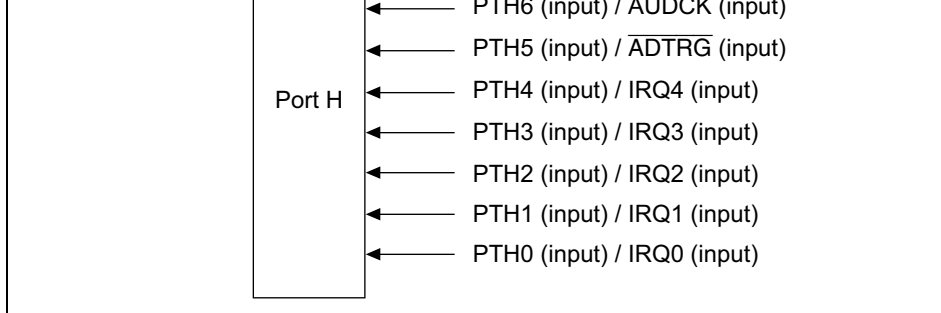 PTH6 (input) / AUDCK (input)
PTH5 (input) / A̅D̅T̅R̅G̅ (input)
Port H
PTH4 (input) / IRQ4 (input)
PTH3 (input) / IRQ3 (input)
PTH2 (input) / IRQ2 (input)
PTH1 (input) / IRQ1 (input)
PTH0 (input) / IRQ0 (input)